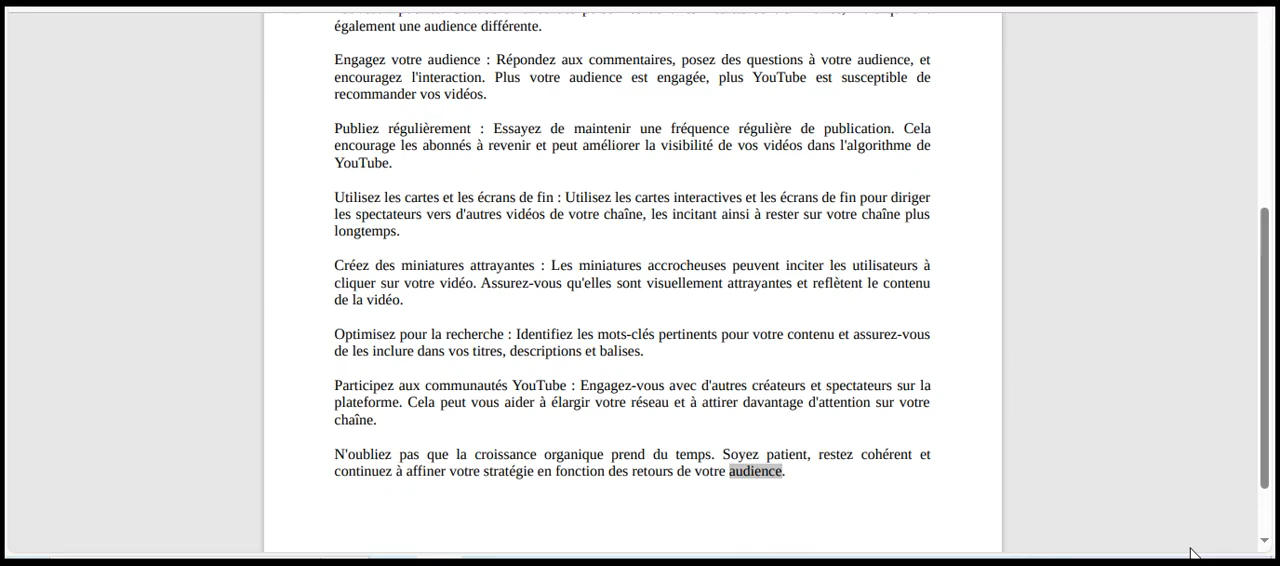 également une audience différente.
Engagez votre audience : Répondez aux commentaires, posez des questions à votre audience, et
encouragez l'interaction. Plus votre audience est engagée, plus YouTube est susceptible de
recommander vos vidéos.
Publiez régulièrement : Essayez de maintenir une fréquence régulière de publication. Cela
encourage les abonnés à revenir et peut améliorer la visibilité de vos vidéos dans l'algorithme de
YouTube.
Utilisez les cartes et les écrans de fin : Utilisez les cartes interactives et les écrans de fin pour diriger
les spectateurs vers d'autres vidéos de votre chaîne, les incitant ainsi à rester sur votre chaîne plus
longtemps.
Créez des miniatures attrayantes : Les miniatures accrocheuses peuvent inciter les utilisateurs à
cliquer sur votre vidéo. Assurez-vous qu'elles sont visuellement attrayantes et reflètent le contenu
de la vidéo.
Optimisez pour la recherche : Identifiez les mots-clés pertinents pour votre contenu et assurez-vous
de les inclure dans vos titres, descriptions et balises.
Participez aux communautés YouTube : Engagez-vous avec d'autres créateurs et spectateurs sur la
plateforme. Cela peut vous aider à élargir votre réseau et à attirer davantage d'attention sur votre
chaîne.
N'oubliez pas que la croissance organique prend du temps. Soyez patient, restez cohérent et
continuez à affiner votre stratégie en fonction des retours de votre audience.